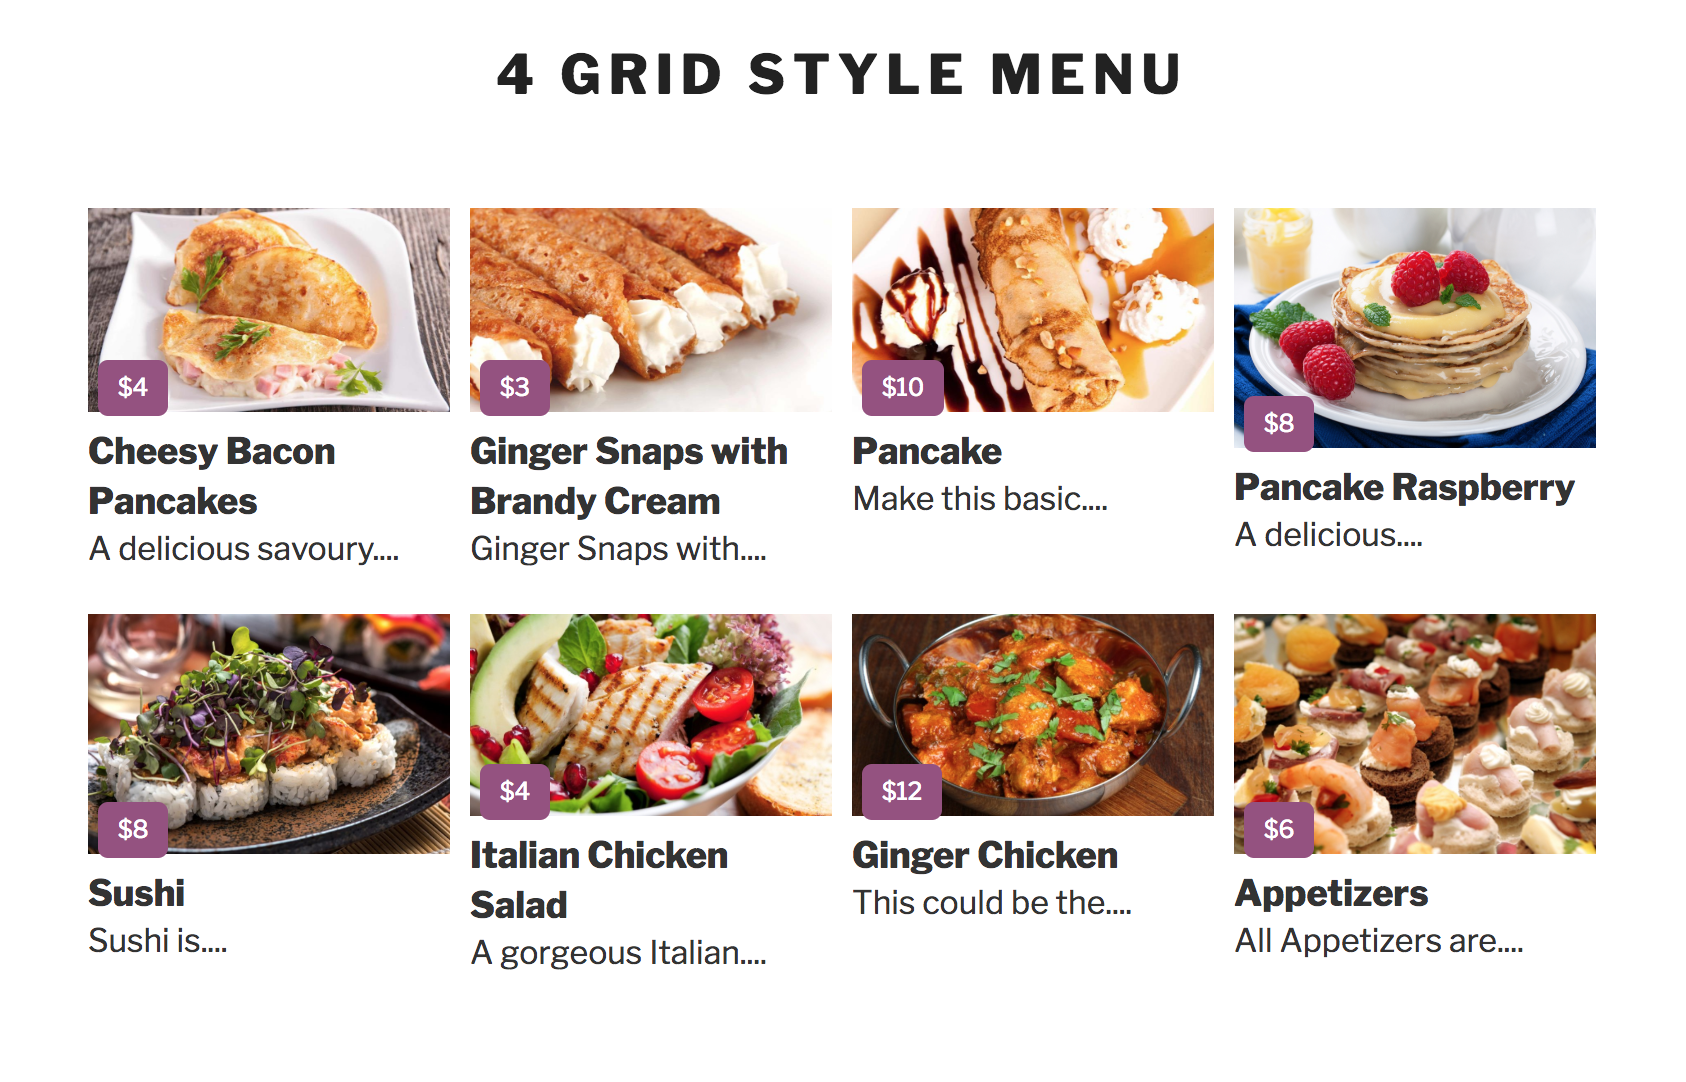 4 GRID STYLE MENU
$4
Cheesy Bacon
Pancakes
A delicious savoury....
$3
Ginger Snaps with
Brandy Cream
Ginger Snaps with....
$10
Pancake
Make this basic....
$8
Pancake Raspberry
A delicious....
$8
Sushi
Sushi is....
$4
Italian Chicken
Salad
A gorgeous Italian....
$12
Ginger Chicken
This could be the....
$6
Appetizers
All Appetizers are....